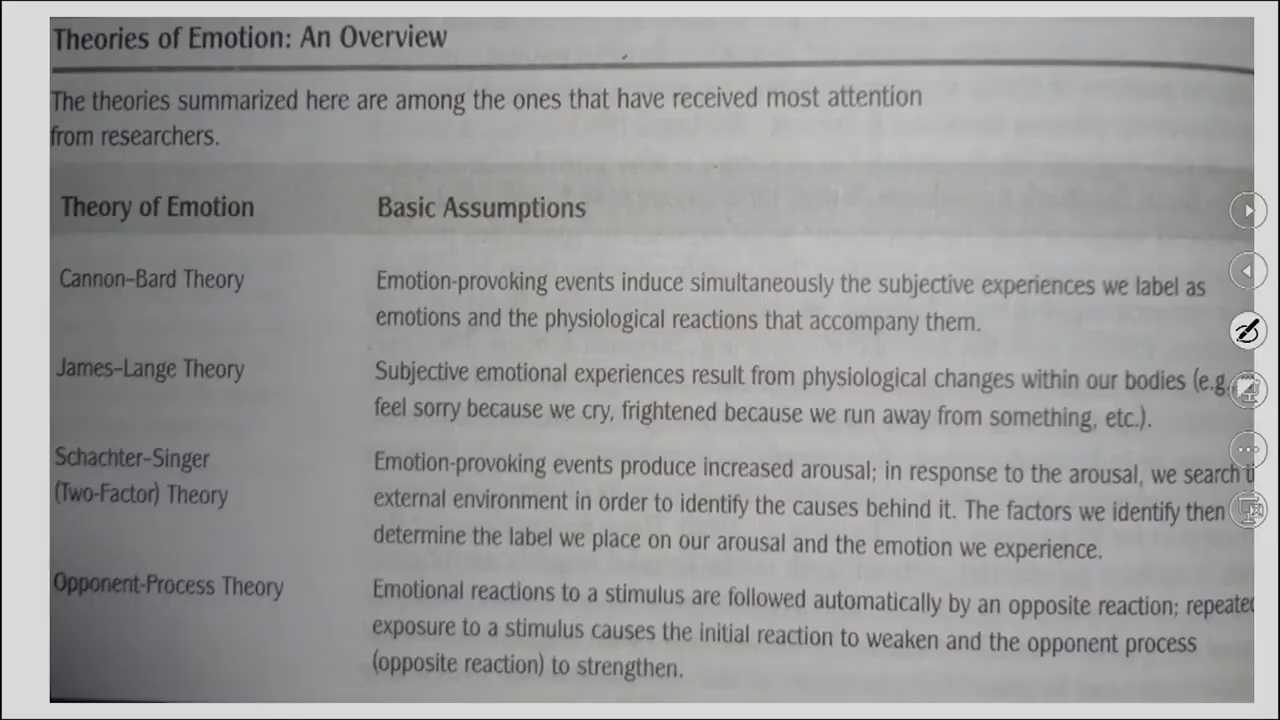 Theories of Emotion: An Overview
The theories summarized here are among the ones that have received most attention
from researchers.
Theory of Emotion Basic Assumptions
Cannon–Bard Theory Emotion-provoking events induce simultaneously the subjective experiences we label as
emotions and the physiological reactions that accompany them.
James–Lange Theory Subjective emotional experiences result from physiological changes within our bodies (e.g.,
feel sorry because we cry, frightened because we run away from something, etc.).
Schachter–Singer
(Two-Factor) Theory
Emotion-provoking events produce increased arousal; in response to the arousal, we search
external environment in order to identify the causes behind it. The factors we identify then
determine the label we place on our arousal and the emotion we experience.
Opponent-Process Theory Emotional reactions to a stimulus are followed automatically by an opposite reaction; repeated
exposure to a stimulus causes the initial reaction to weaken and the opponent process
(opposite reaction) to strengthen.